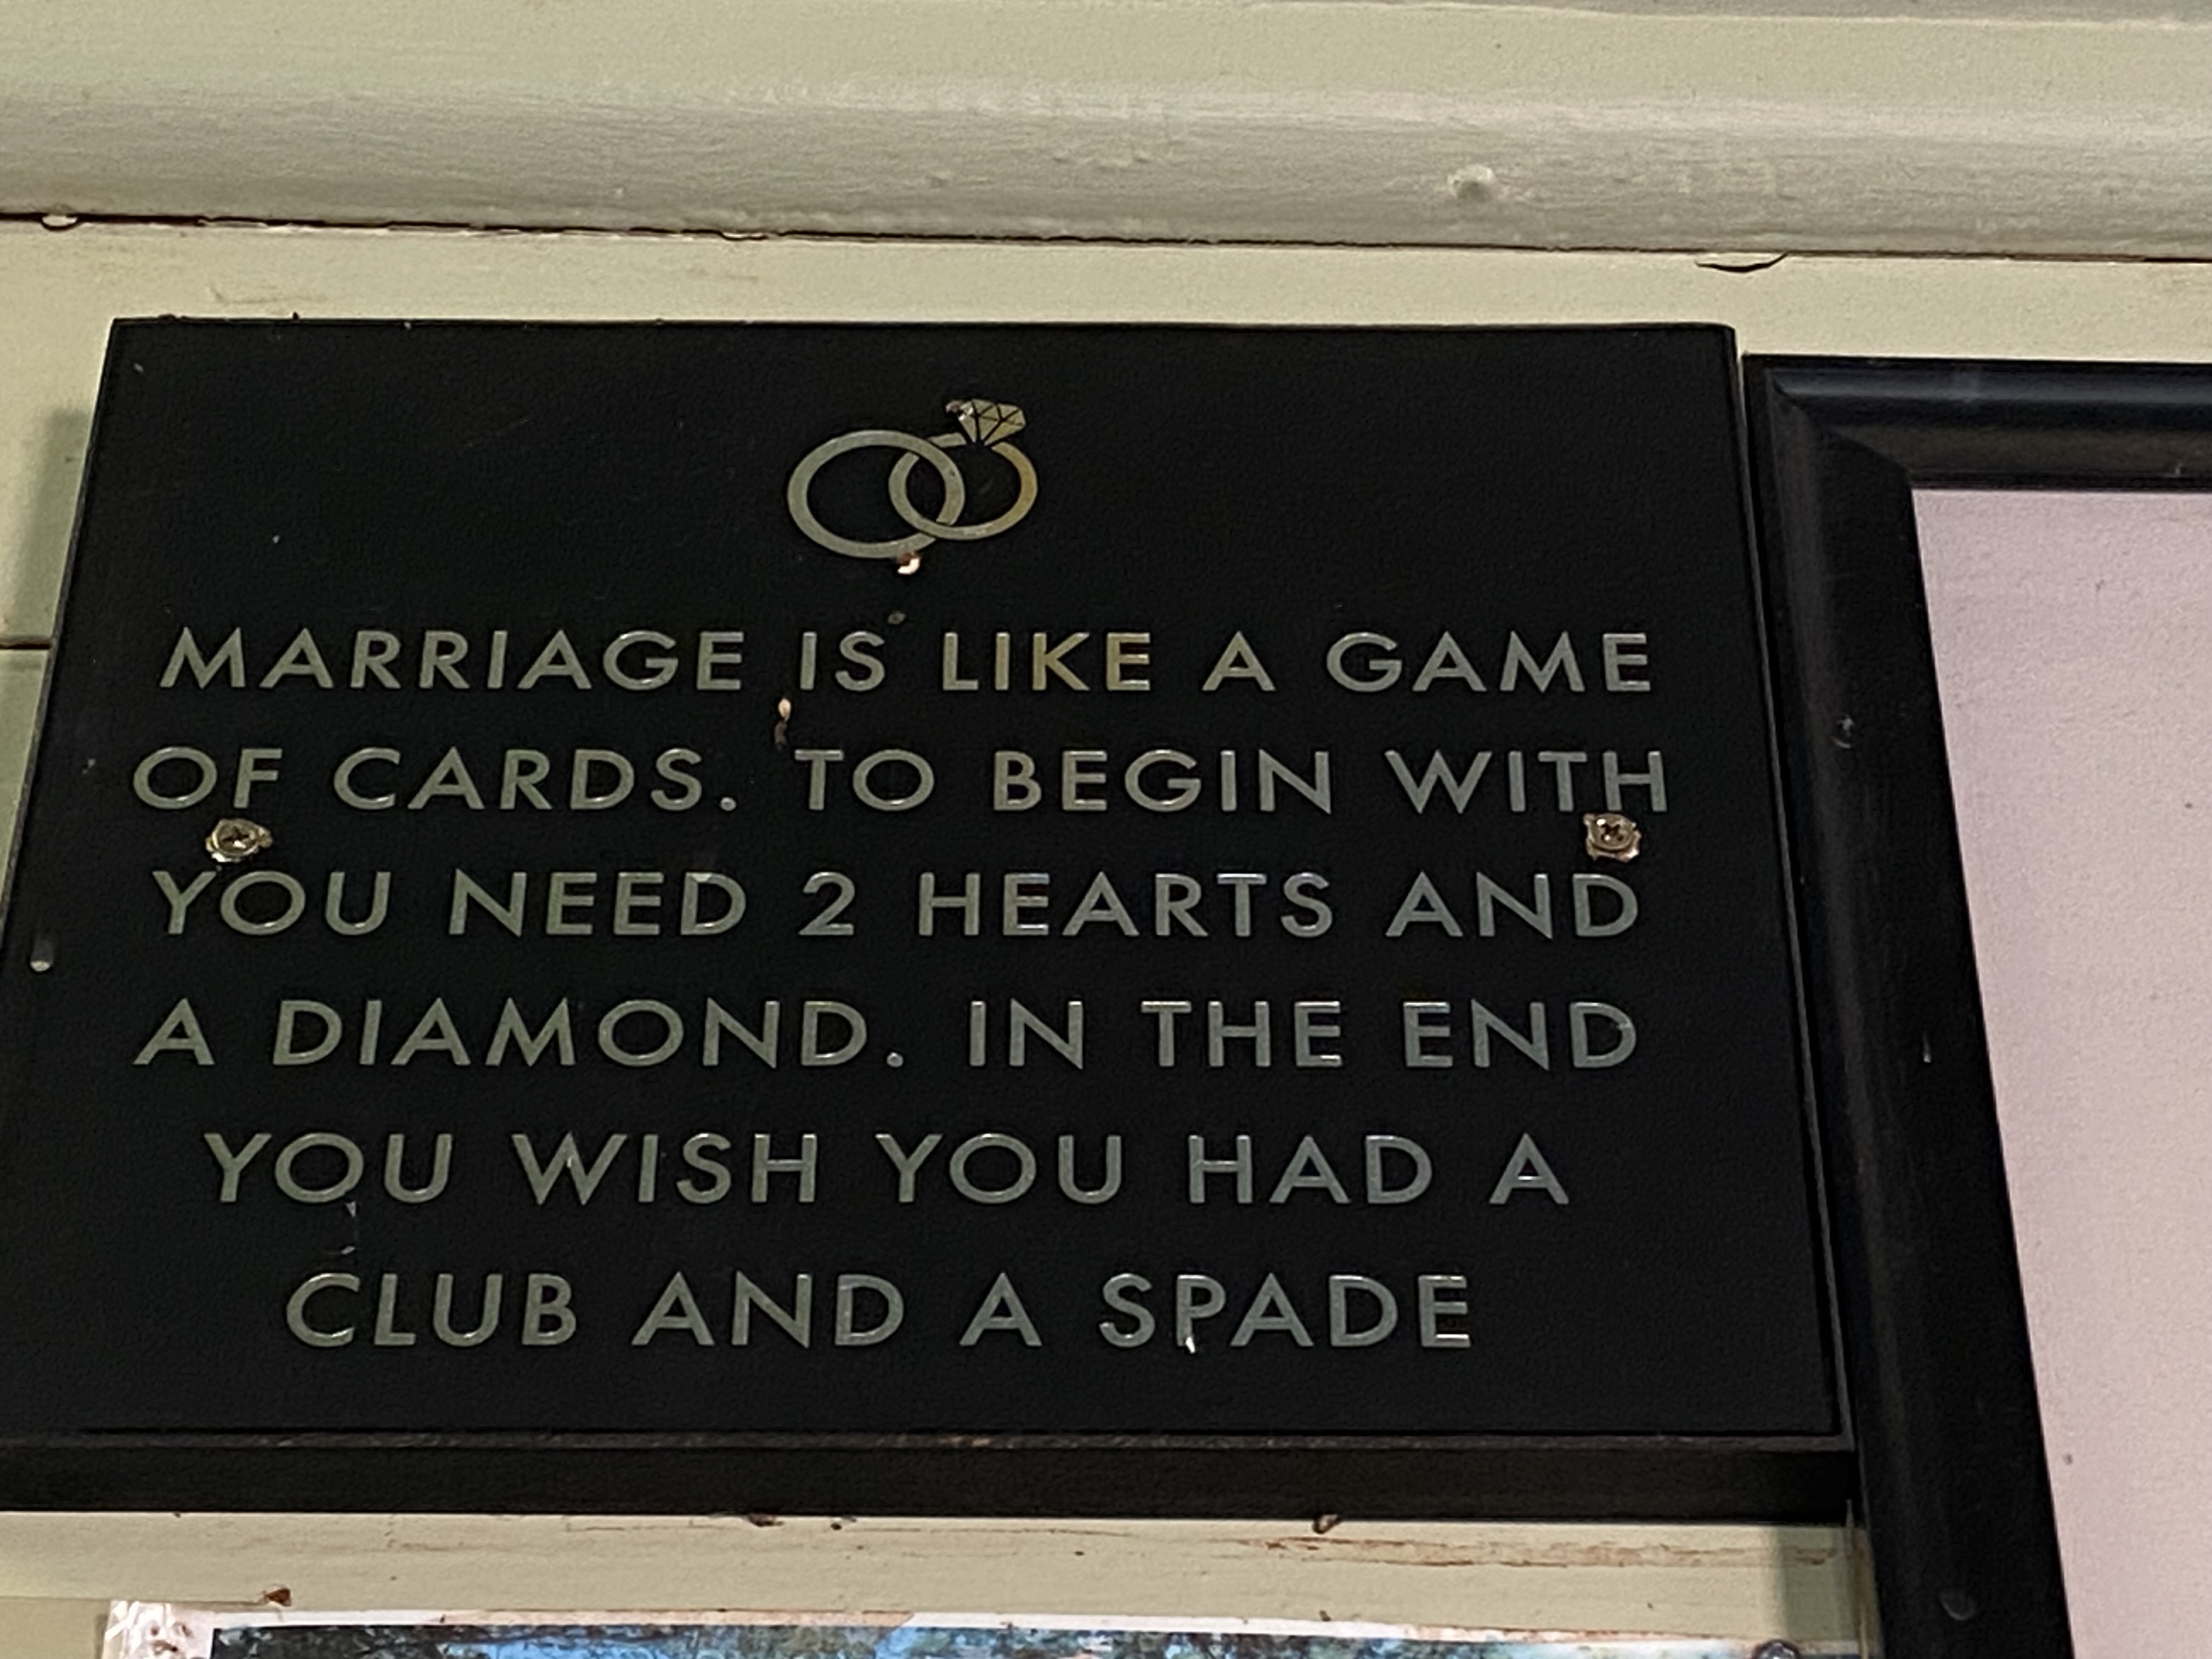 MARRIAGE IS LIKE A GAME
OF CARDS. TO BEGIN WITH
YOU NEED 2 HEARTS AND
A DIAMOND. IN THE END
YOU WISH YOU HAD A
CLUB AND A SPADE